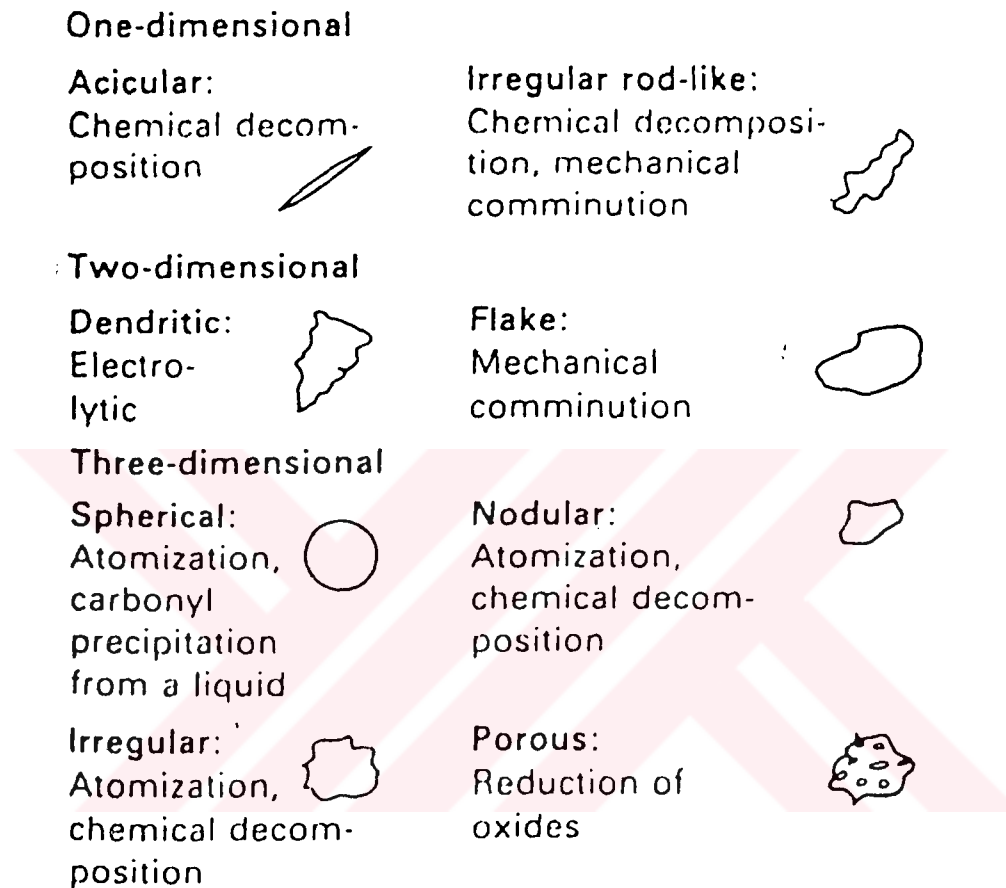 One-dimensional
Acicular:
Chemical decom-
position
Irregular rod-like:
Chemical decomposi-
tion, mechanical
comminution
Two-dimensional
Dendritic:
Electro-
lytic
Flake:
Mechanical
comminution
Three-dimensional
Spherical:
Atomization,
carbonyl
precipitation
from a liquid
Nodular:
Atomization,
chemical decom-
position
Irregular:
Atomization,
chemical decom-
position
Porous:
Reduction of
oxides